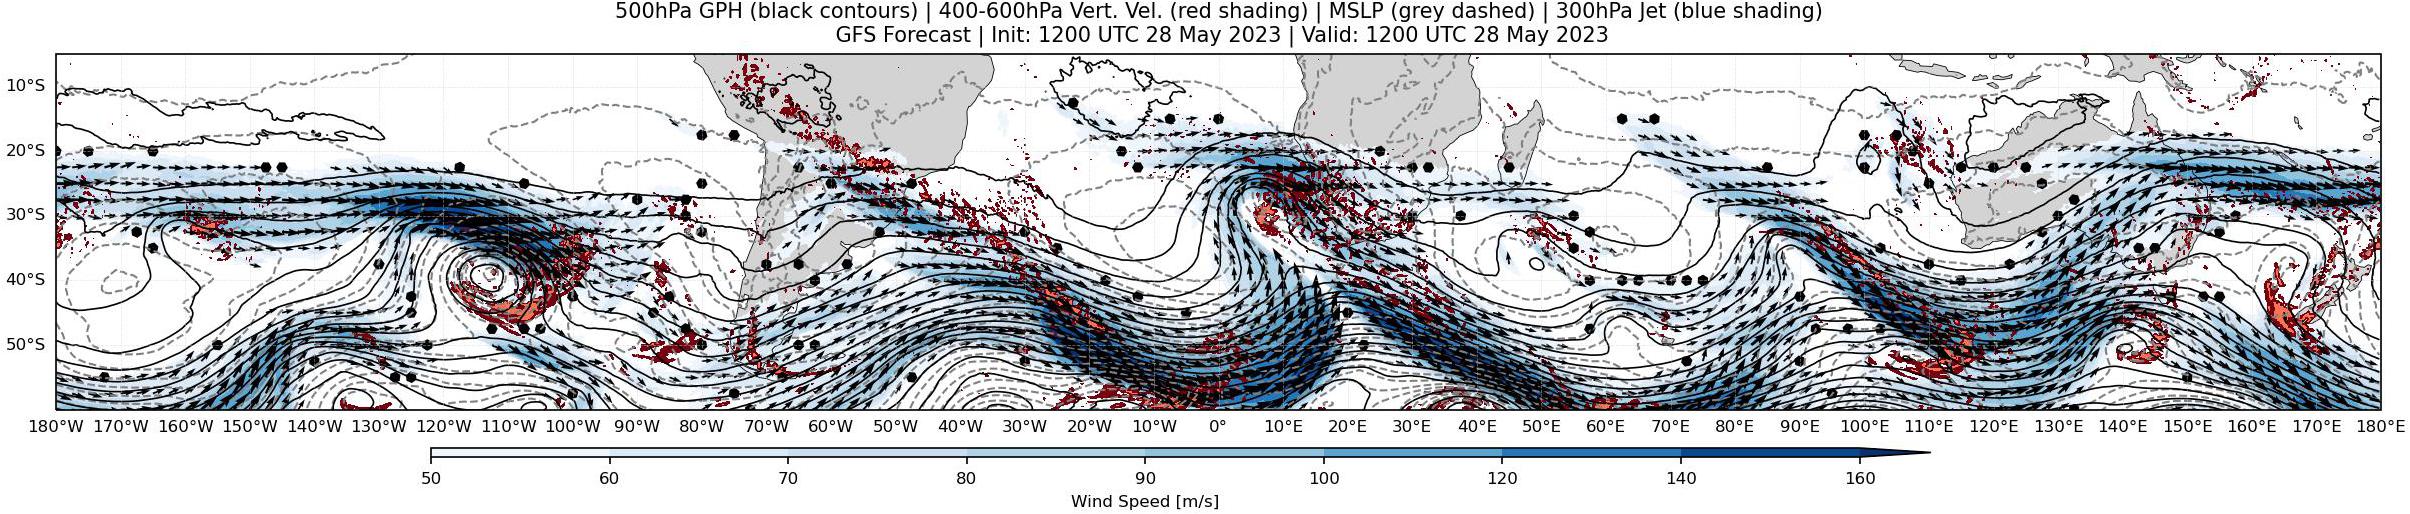 500hPa GPH (black contours) | 400-600hPa Vert. Vel. (red shading) | MSLP (grey dashed) | 300hPa Jet (blue shading)
GFS Forecast | Init: 1200 UTC 28 May 2023 | Valid: 1200 UTC 28 May 2023
10°S
20°S
30°S
40°S
50°S
180°W 170°W 160°W 150°W 140°W 130°W 120°W 110°W 100°W 90°W 80°W 70°W 60°W 50°W 40°W 30°W 20°W 10°W 0° 10°E 20°E 30°E 40°E 50°E 60°E 70°E 80°E 90°E 100°E 110°E 120°E 130°E 140°E 150°E 160°E 170°E 180°E
50 60 70 80 90 100 120 140 160
Wind Speed [m/s]